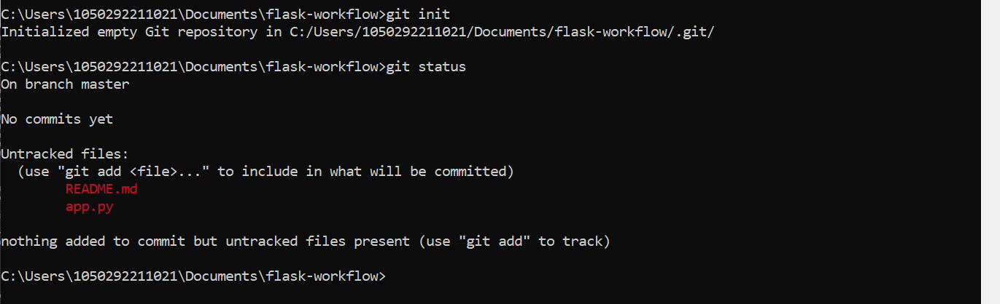 C:\Users\1050292211021\Documents\flask-workflow>git init
Initialized empty Git repository in C:/Users/1050292211021/Documents/flask-workflow/.git/
C:\Users\1050292211021\Documents\flask-workflow>git status
On branch master
No commits yet
Untracked files:
  (use "git add <file>..." to include in what will be committed)
        README.md
        app.py
nothing added to commit but untracked files present (use "git add" to track)
C:\Users\1050292211021\Documents\flask-workflow>